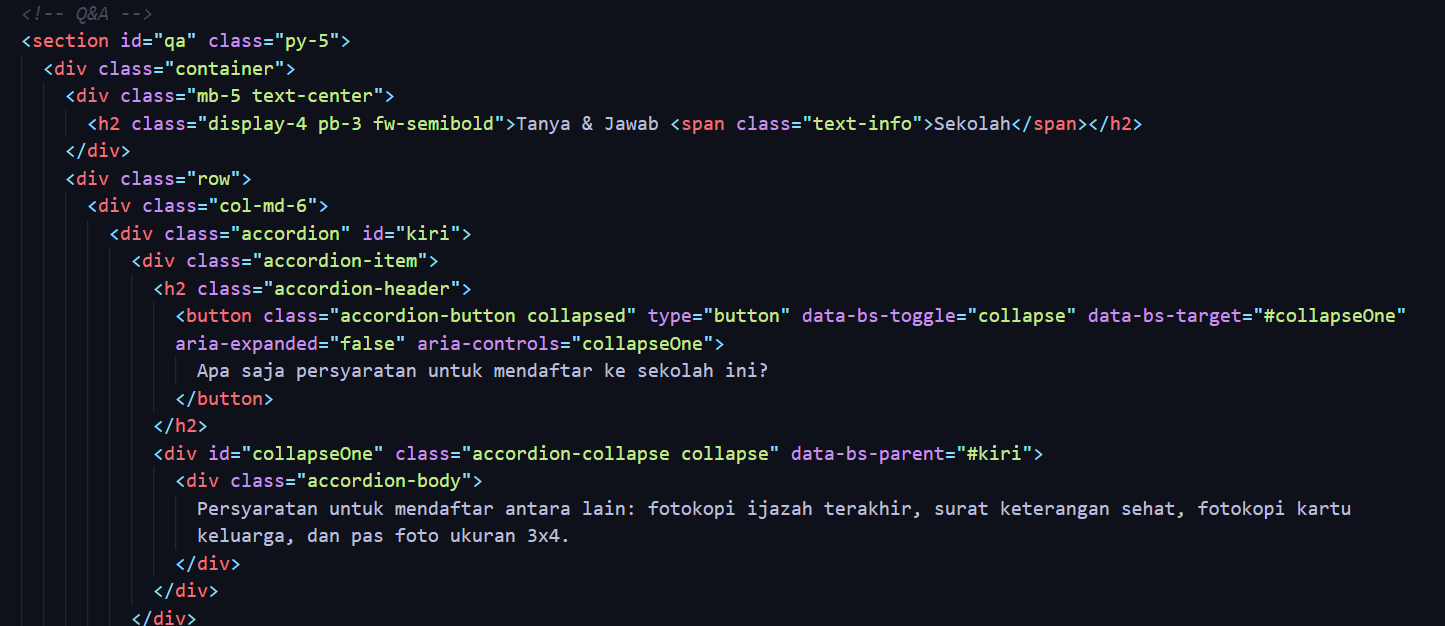 <!-- Q&A -->
<section id="qa" class="py-5">
<div class="container">
<div class="mb-5 text-center">
<h2 class="display-4 pb-3 fw-semibold">Tanya & Jawab <span class="text-info">Sekolah</span></h2>
</div>
<div class="row">
<div class="col-md-6">
<div class="accordion" id="kiri">
<div class="accordion-item">
<h2 class="accordion-header">
<button class="accordion-button collapsed" type="button" data-bs-toggle="collapse" data-bs-target="#collapseOne"
aria-expanded="false" aria-controls="collapseOne">
Apa saja persyaratan untuk mendaftar ke sekolah ini?
</button>
</h2>
<div id="collapseOne" class="accordion-collapse collapse" data-bs-parent="#kiri">
<div class="accordion-body">
Persyaratan untuk mendaftar antara lain: fotokopi ijazah terakhir, surat keterangan sehat, fotokopi kartu
keluarga, dan pas foto ukuran 3x4.
</div>
</div>
</div>